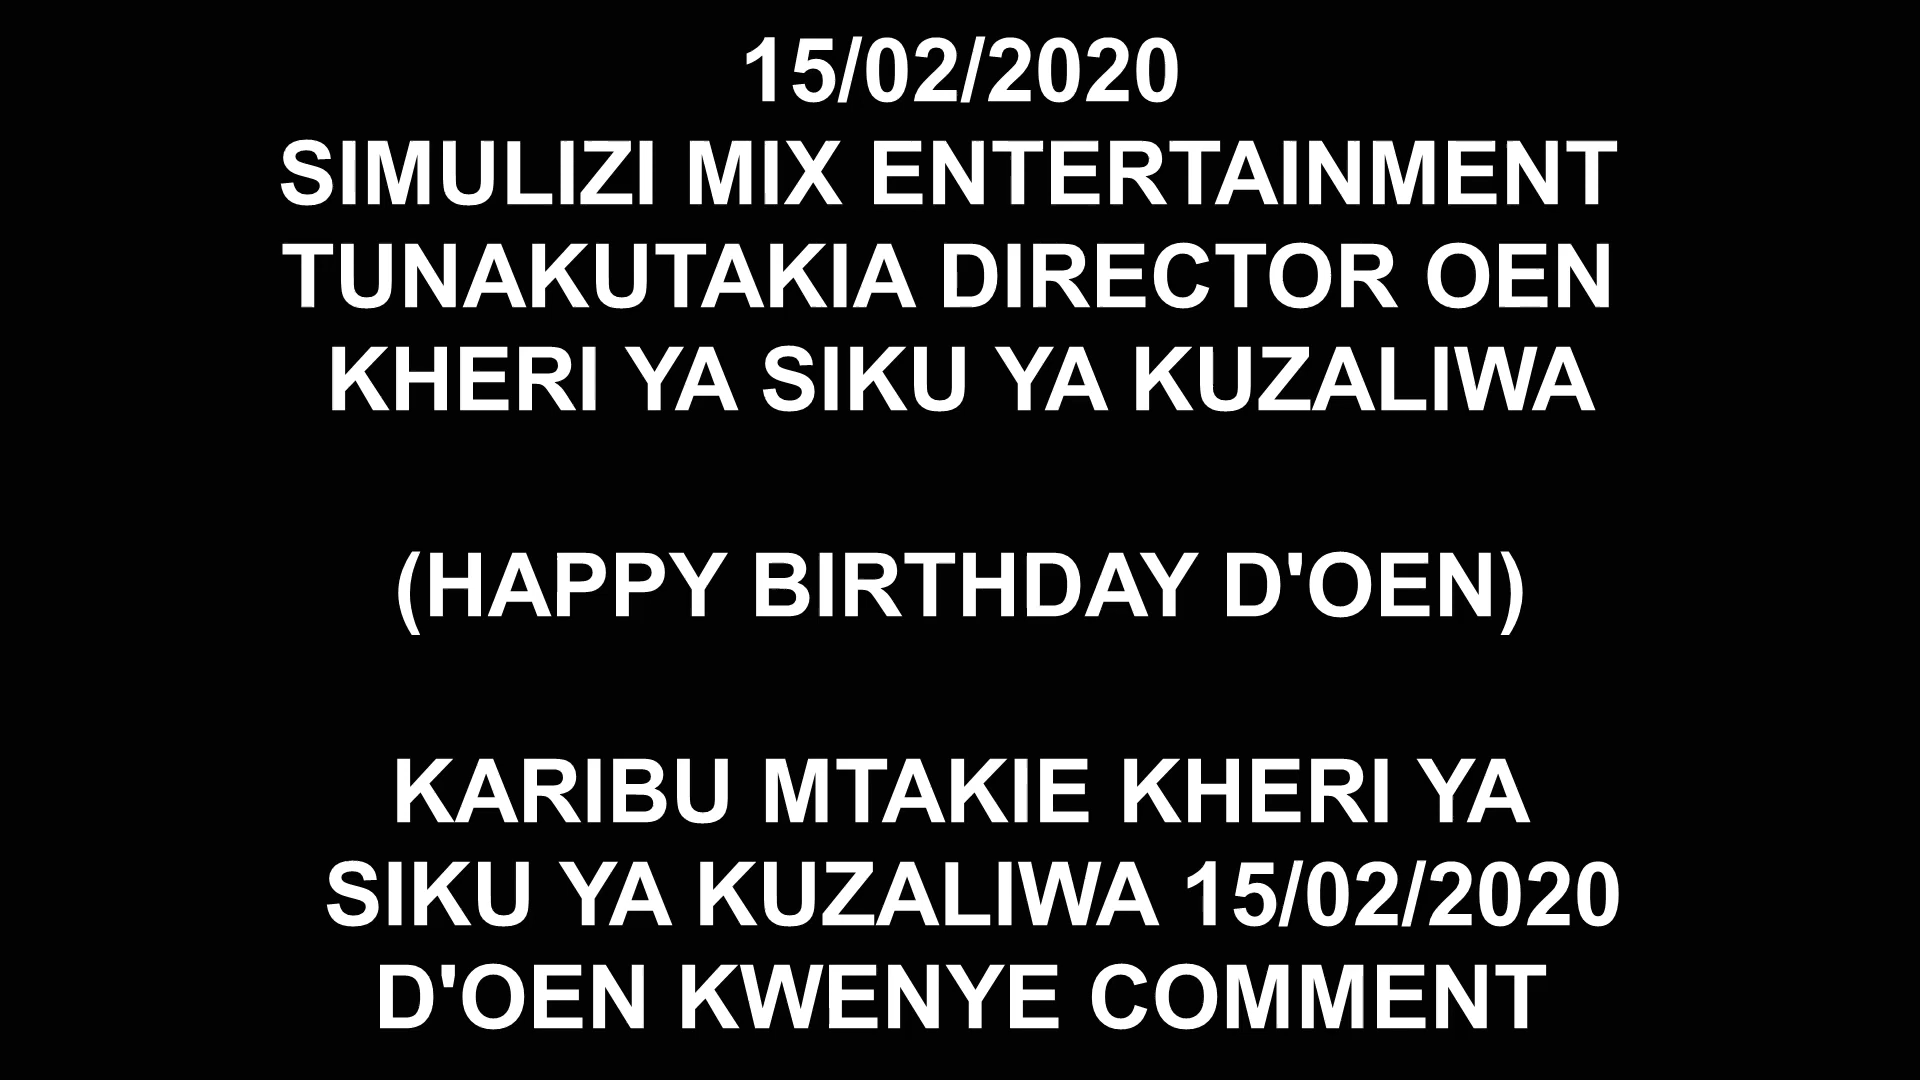 15/02/2020
SIMULIZI MIX ENTERTAINMENT
TUNAKUTAKIA DIRECTOR OEN
KHERI YA SIKU YA KUZALIWA
(HAPPY BIRTHDAY D'OEN)
KARIBU MTAKIE KHERI YA
SIKU YA KUZALIWA 15/02/2020
D'OEN KWENYE COMMENT